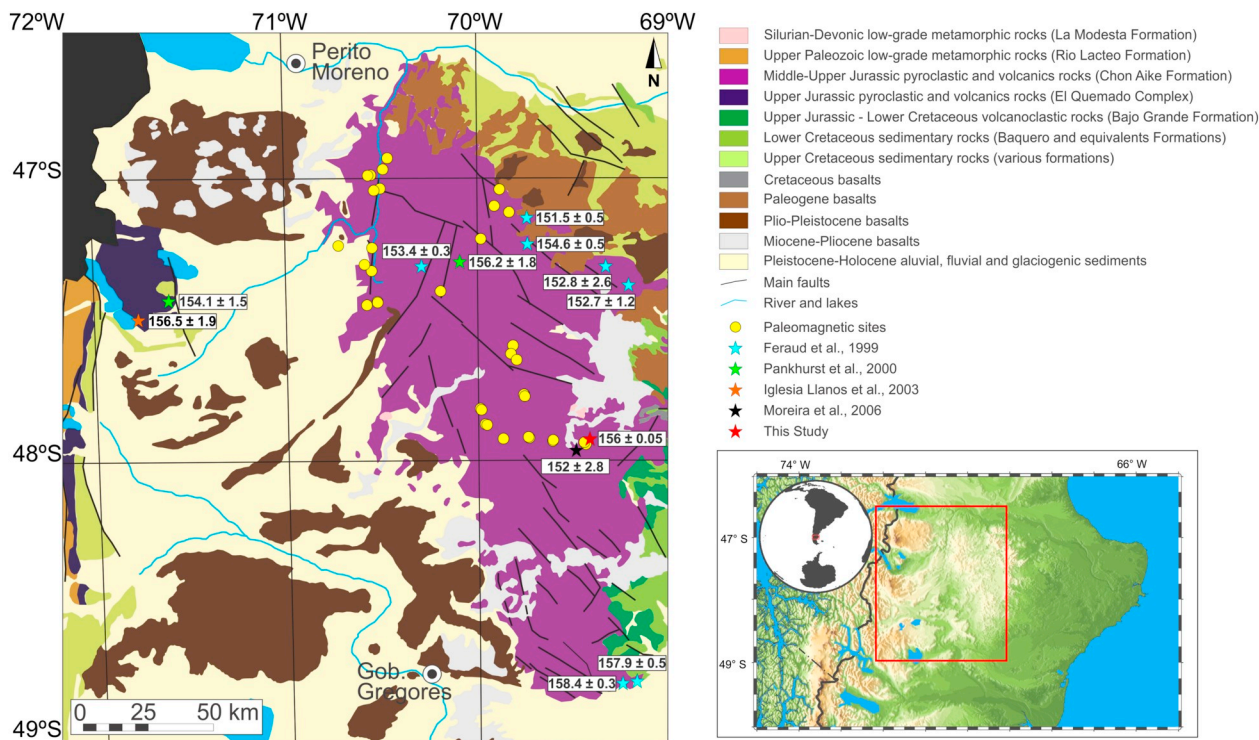 72ºW
71ºW
70ºW
69ºW
Perito
Moreno
N
47ºS
151.5 ± 0.5
154.6 ± 0.5
153.4 ± 0.3
156.2 ± 1.8
152.8 ± 2.6
152.7 ± 1.2
154.1 ± 1.5
156.5 ± 1.9
156 ± 0.05
48ºS
152 ± 2.8
157.9 ± 0.5
Gob.
Gregores
158.4 ± 0.3
0 25 50 km
49ºS
Silurian-Devonic low-grade metamorphic rocks (La Modesta Formation)
Upper Paleozoic low-grade metamorphic rocks (Rio Lacteo Formation)
Middle-Upper Jurassic pyroclastic and volcanics rocks (Chon Aike Formation)
Upper Jurassic pyroclastic and volcanics rocks (El Quemado Complex)
Upper Jurassic - Lower Cretaceous volcanoclastic rocks (Bajo Grande Formation)
Lower Cretaceous sedimentary rocks (Baquero and equivalents Formations)
Upper Cretaceous sedimentary rocks (various formations)
Cretaceous basalts
Paleogene basalts
Plio-Pleistocene basalts
Miocene-Pliocene basalts
Pleistocene-Holocene aluvial, fluvial and glaciogenic sediments
Main faults
River and lakes
Paleomagnetic sites
Feraud et al., 1999
Pankhurst et al., 2000
Iglesia Llanos et al., 2003
Moreira et al., 2006
This Study
74° W
66° W
47° S
49° S